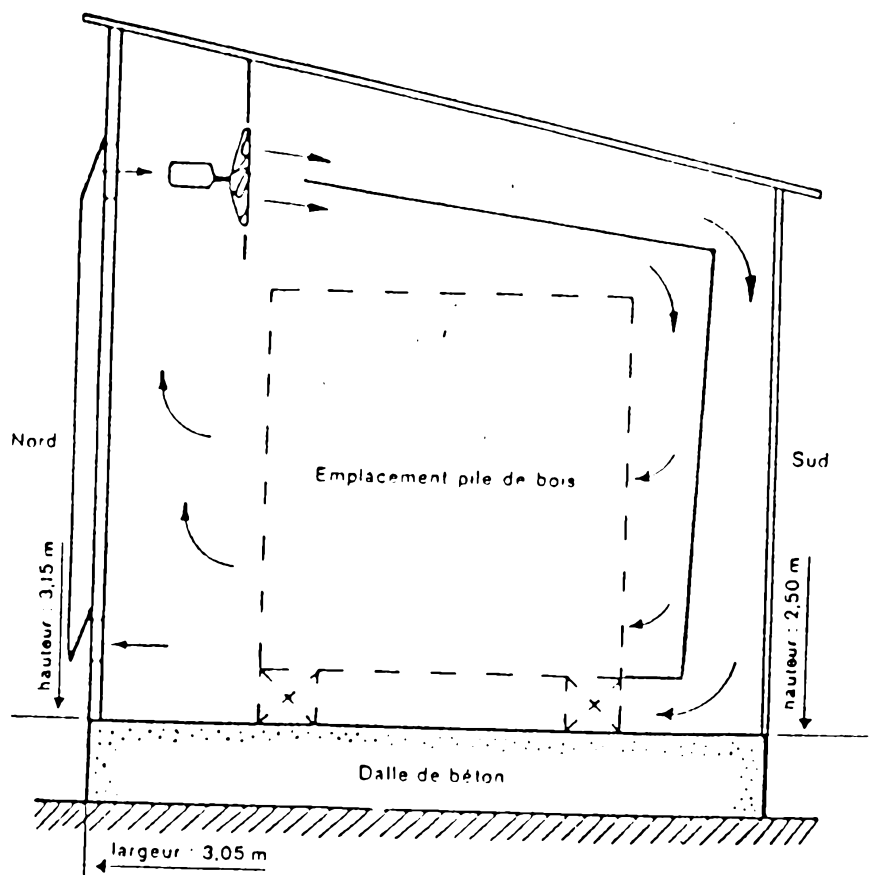 Nord
Emplacement pile de bois
Sud
hauteur : 3,15 m
hauteur : 2,50 m
Dalle de béton
largeur : 3,05 m